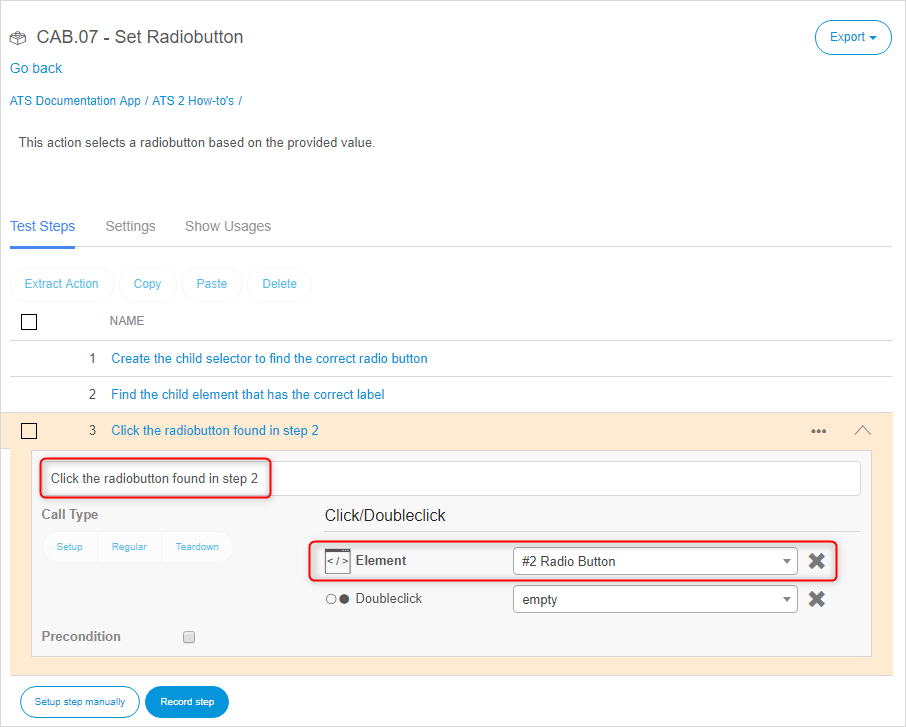 CAB.07 - Set Radiobutton
Export
Go back
ATS Documentation App / ATS 2 How-to's /
This action selects a radiobutton based on the provided value.
Test Steps Settings Show Usages
Extract Action Copy Paste Delete
NAME
1 Create the child selector to find the correct radio button
2 Find the child element that has the correct label
3 Click the radiobutton found in step 2
Click the radiobutton found in step 2
Call Type
Click/Doubleclick
Setup Regular Teardown
</> Element #2 Radio Button
Doubleclick empty
Precondition
Setup step manually Record step